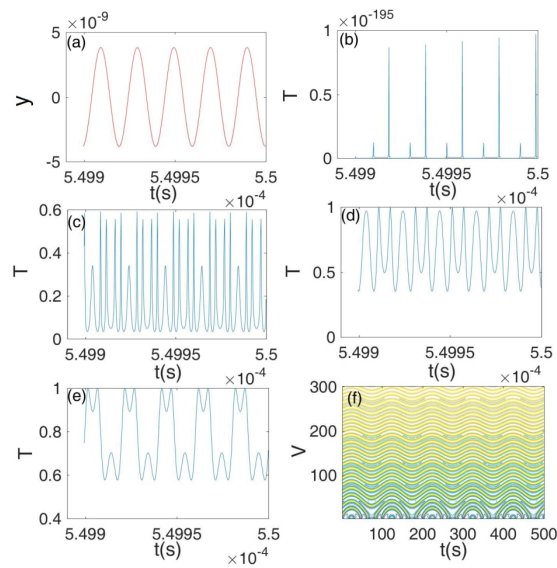 ×10⁻⁹
5
(a)
y
0
-5
5.499 5.4995 5.5
t(s) ×10⁻⁴
×10⁻¹⁹⁵
1
(b)
T
0.5
0
5.499 5.4995 5.5
t(s) ×10⁻⁴
0.6
(c)
0.4
T
0.2
0
5.499 5.4995 5.5
t(s) ×10⁻⁴
1
(d)
T
0.5
0
5.499 5.4995 5.5
t(s) ×10⁻⁴
1
(e)
0.8
T
0.6
0.4
5.499 5.4995 5.5
t(s) ×10⁻⁴
300
(f)
V
200
100
100 200 300 400 500
t(s)